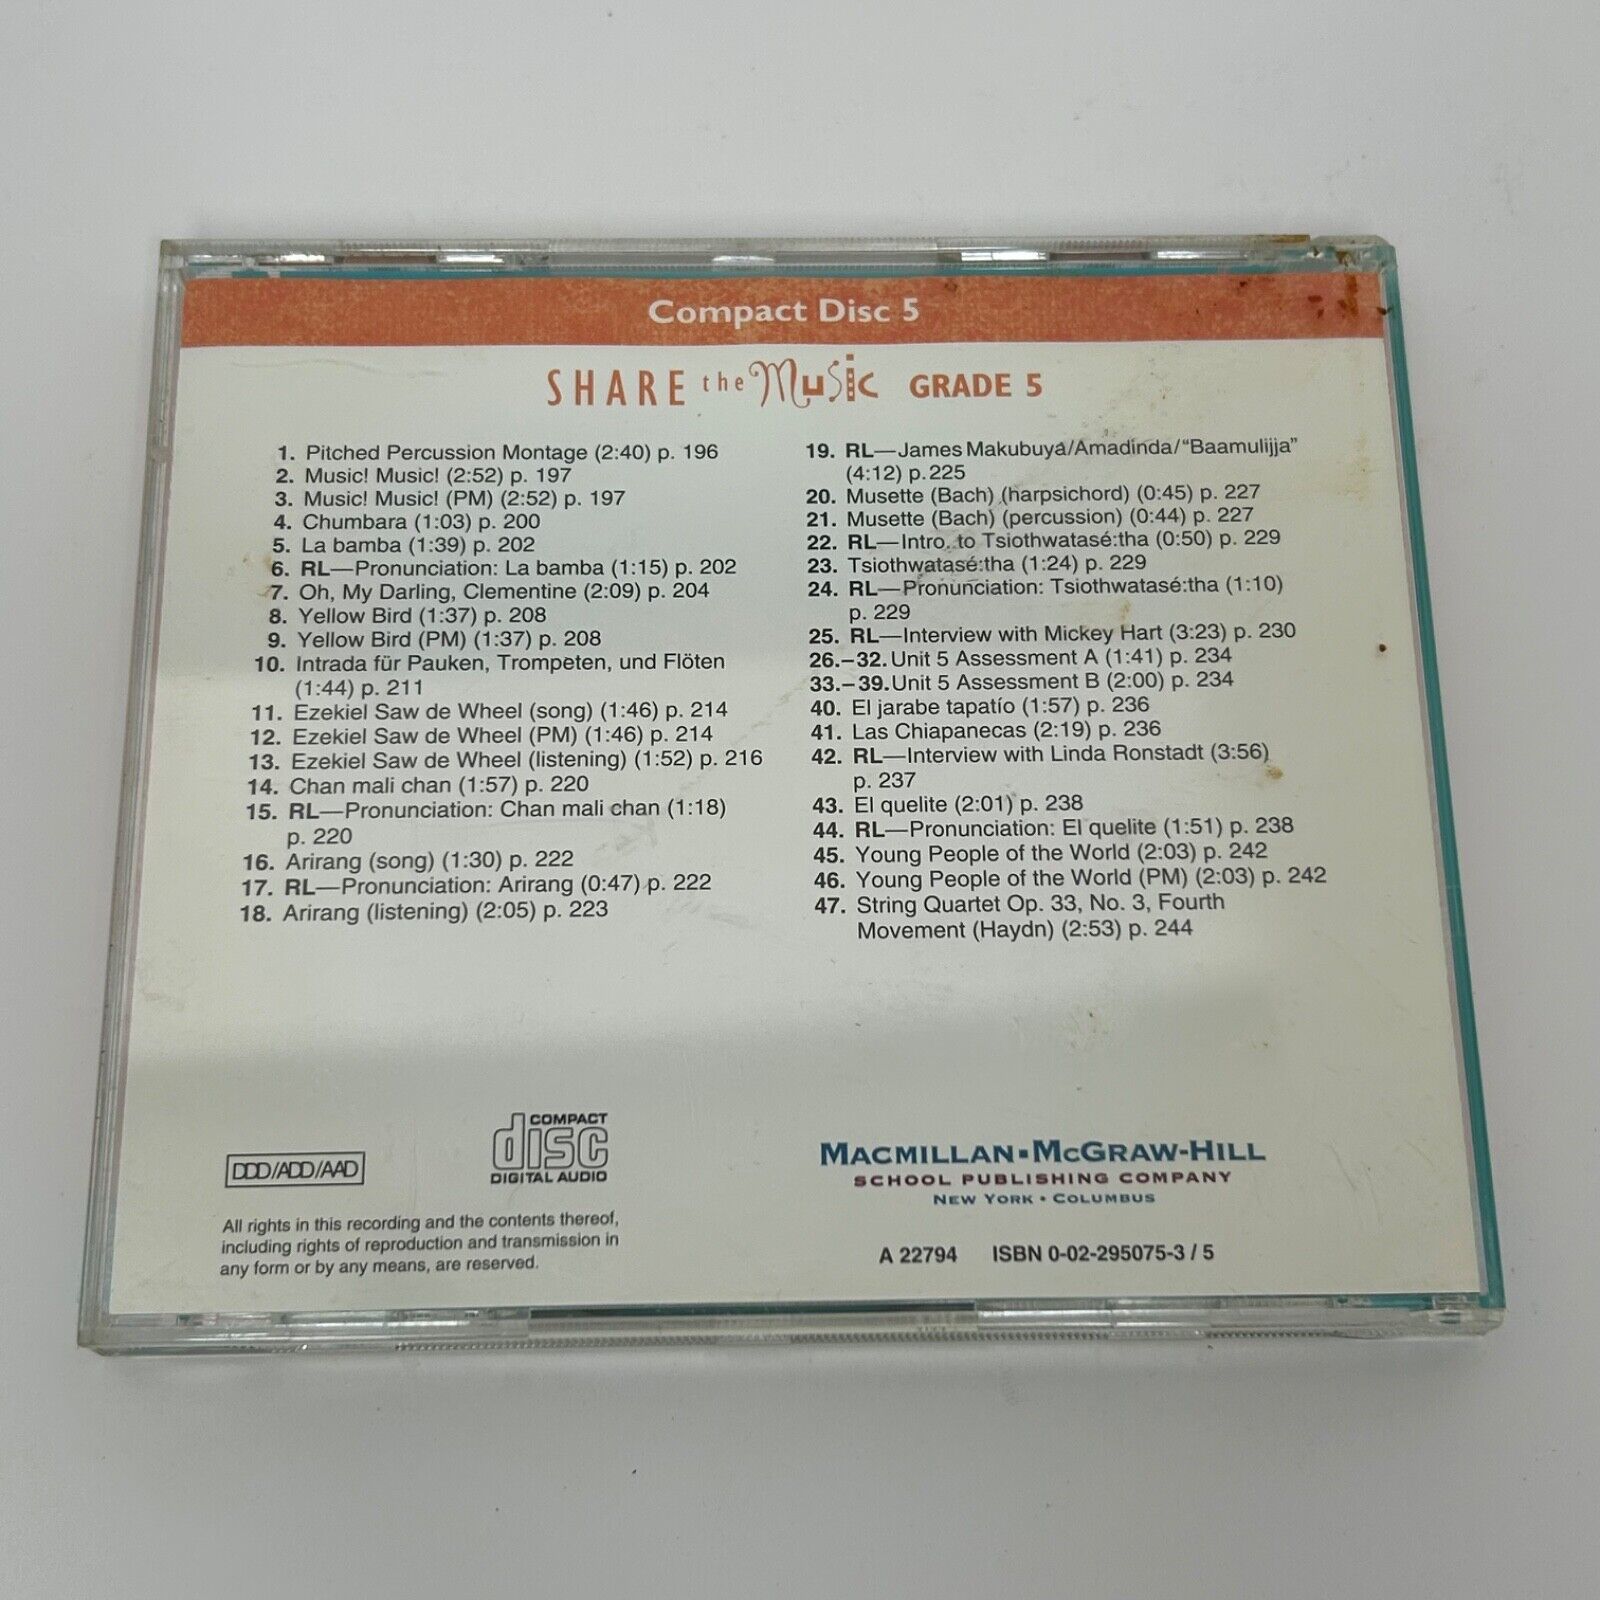 Compact Disc 5
SHARE the Music GRADE 5
1. Pitched Percussion Montage (2:40) p. 196
2. Music! Music! (2:52) p. 197
3. Music! Music! (PM) (2:52) p. 197
4. Chumbara (1:03) p. 200
5. La bamba (1:39) p. 202
6. RL—Pronunciation: La bamba (1:15) p. 202
7. Oh, My Darling, Clementine (2:09) p. 204
8. Yellow Bird (1:37) p. 208
9. Yellow Bird (PM) (1:37) p. 208
10. Intrada für Pauken, Trompeten, und Flöten
(1:44) p. 211
11. Ezekiel Saw de Wheel (song) (1:46) p. 214
12. Ezekiel Saw de Wheel (PM) (1:46) p. 214
13. Ezekiel Saw de Wheel (listening) (1:52) p. 216
14. Chan mali chan (1:57) p. 220
15. RL—Pronunciation: Chan mali chan (1:18)
p. 220
16. Arirang (song) (1:30) p. 222
17. RL—Pronunciation: Arirang (0:47) p. 222
18. Arirang (listening) (2:05) p. 223
19. RL—James Makubuya/Amadinda/“Baamulijja”
(4:12) p.225
20. Musette (Bach) (harpsichord) (0:45) p. 227
21. Musette (Bach) (percussion) (0:44) p. 227
22. RL—Intro. to Tsiothwatasé:tha (0:50) p. 229
23. Tsiothwatasé:tha (1:24) p. 229
24. RL—Pronunciation: Tsiothwatasé:tha (1:10)
p. 229
25. RL—Interview with Mickey Hart (3:23) p. 230
26.–32. Unit 5 Assessment A (1:41) p. 234
33.–39. Unit 5 Assessment B (2:00) p. 234
40. El jarabe tapatío (1:57) p. 236
41. Las Chiapanecas (2:19) p. 236
42. RL—Interview with Linda Ronstadt (3:56)
p. 237
43. El quelite (2:01) p. 238
44. RL—Pronunciation: El quelite (1:51) p. 238
45. Young People of the World (2:03) p. 242
46. Young People of the World (PM) (2:03) p. 242
47. String Quartet Op. 33, No. 3, Fourth
Movement (Haydn) (2:53) p. 244
DDD/ADD/AAD
COMPACT
disc
DIGITAL AUDIO
All rights in this recording and the contents thereof,
including rights of reproduction and transmission in
any form or by any means, are reserved.
MACMILLAN▪MCGRAW-HILL
SCHOOL PUBLISHING COMPANY
NEW YORK • COLUMBUS
A 22794 ISBN 0-02-295075-3 / 5